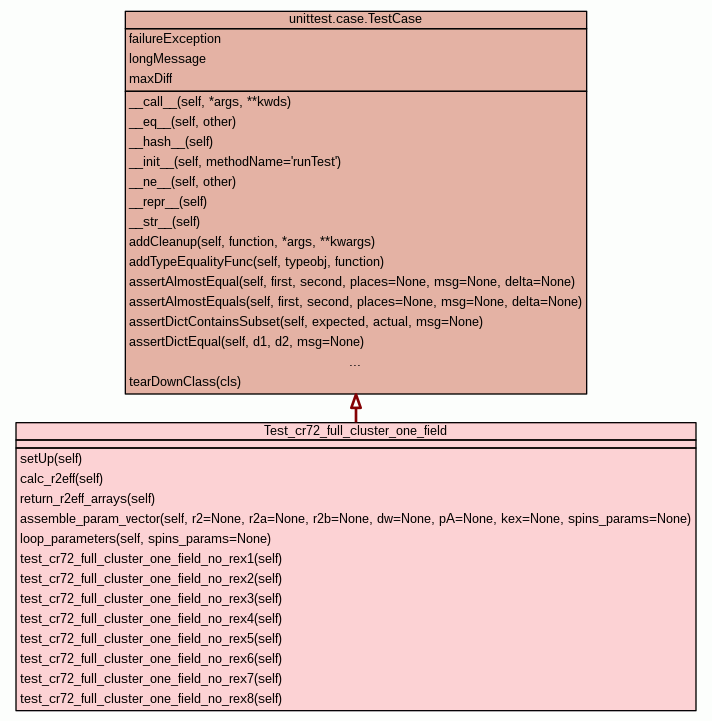 unittest.case.TestCase
failureException
longMessage
maxDiff
__call__(self, *args, **kwds)
__eq__(self, other)
__hash__(self)
__init__(self, methodName='runTest')
__ne__(self, other)
__repr__(self)
__str__(self)
addCleanup(self, function, *args, **kwargs)
addTypeEqualityFunc(self, typeobj, function)
assertAlmostEqual(self, first, second, places=None, msg=None, delta=None)
assertAlmostEquals(self, first, second, places=None, msg=None, delta=None)
assertDictContainsSubset(self, expected, actual, msg=None)
assertDictEqual(self, d1, d2, msg=None)
...
tearDownClass(cls)
Test_cr72_full_cluster_one_field
setUp(self)
calc_r2eff(self)
return_r2eff_arrays(self)
assemble_param_vector(self, r2=None, r2a=None, r2b=None, dw=None, pA=None, kex=None, spins_params=None)
loop_parameters(self, spins_params=None)
test_cr72_full_cluster_one_field_no_rex1(self)
test_cr72_full_cluster_one_field_no_rex2(self)
test_cr72_full_cluster_one_field_no_rex3(self)
test_cr72_full_cluster_one_field_no_rex4(self)
test_cr72_full_cluster_one_field_no_rex5(self)
test_cr72_full_cluster_one_field_no_rex6(self)
test_cr72_full_cluster_one_field_no_rex7(self)
test_cr72_full_cluster_one_field_no_rex8(self)